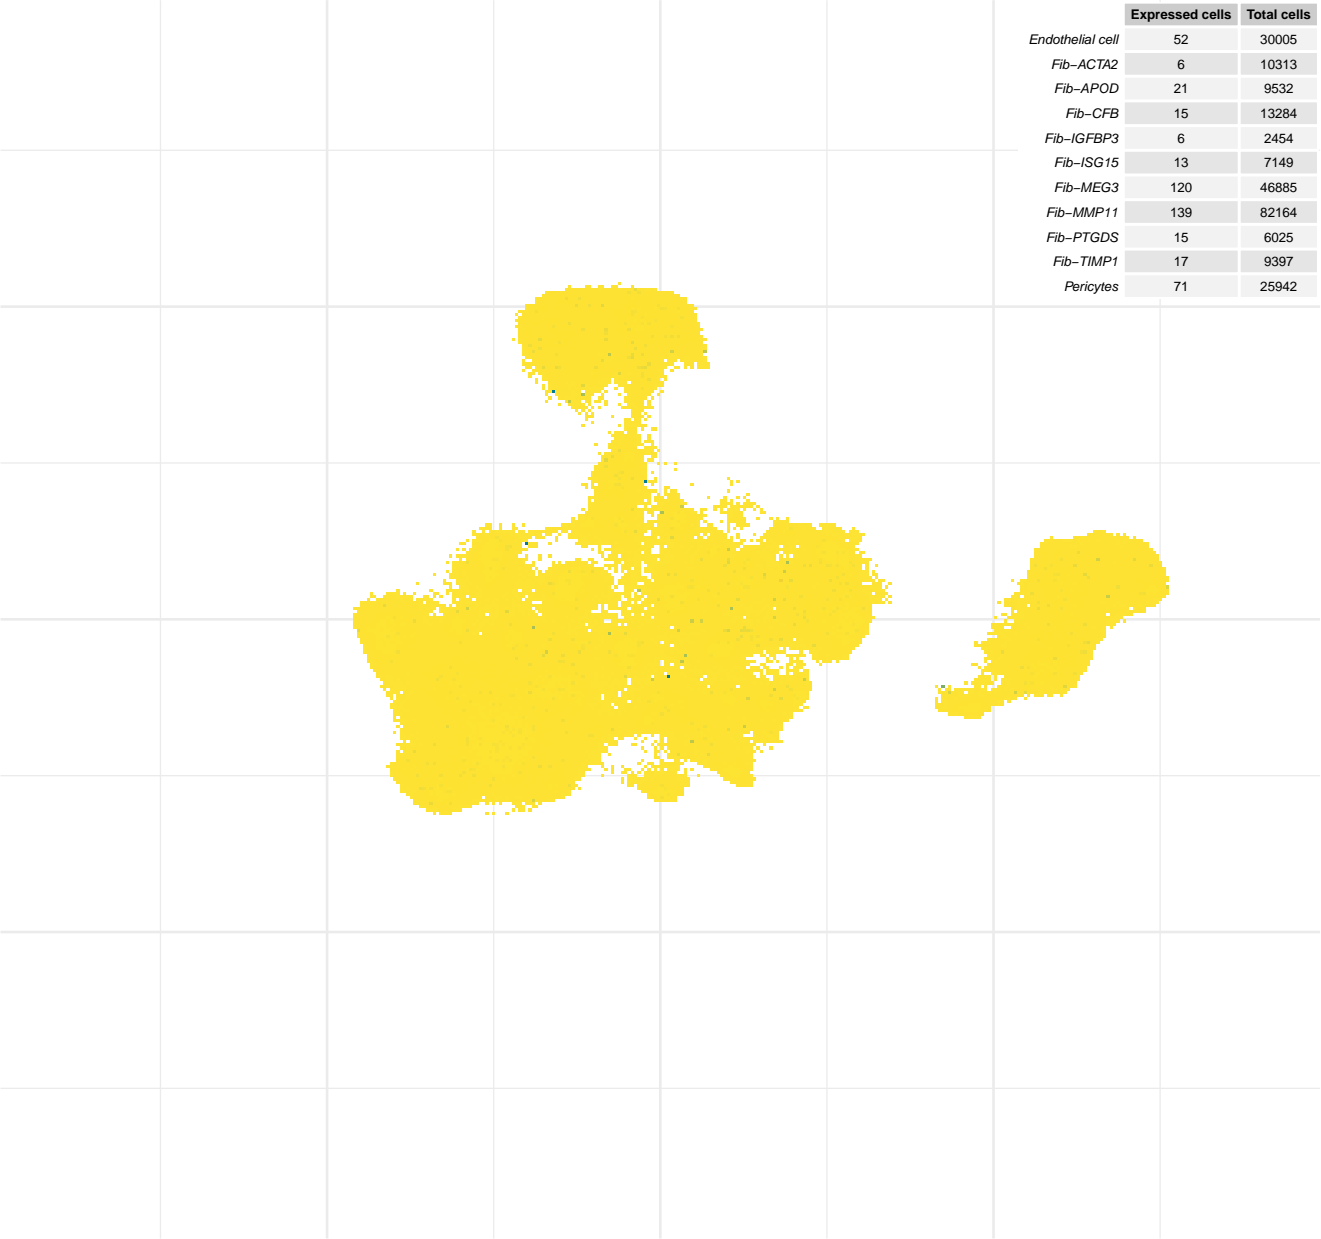 Expressed cells Total cells
Endothelial cell 52 30005
Fib−ACTA2 6 10313
Fib−APOD 21 9532
Fib−CFB 15 13284
Fib−IGFBP3 6 2454
Fib−ISG15 13 7149
Fib−MEG3 120 46885
Fib−MMP11 139 82164
Fib−PTGDS 15 6025
Fib−TIMP1 17 9397
Pericytes 71 25942